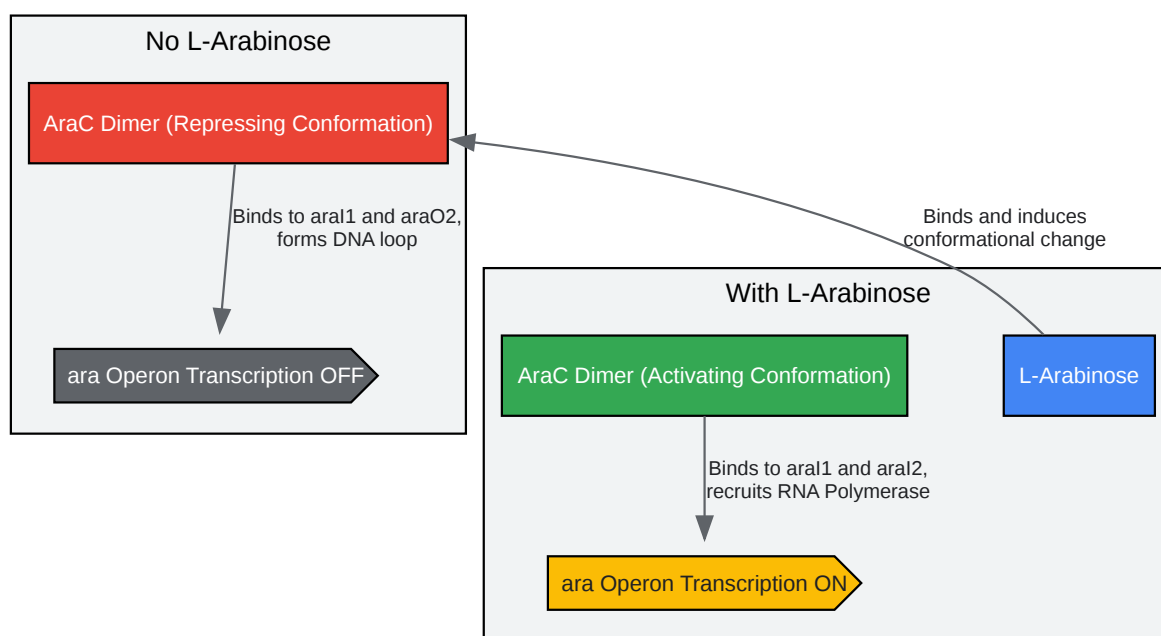 No L-Arabinose
AraC Dimer (Repressing Conformation)
Binds to araI1 and araO2,
forms DNA loop
ara Operon Transcription OFF
Binds and induces
conformational change
With L-Arabinose
AraC Dimer (Activating Conformation)
L-Arabinose
Binds to araI1 and araI2,
recruits RNA Polymerase
ara Operon Transcription ON